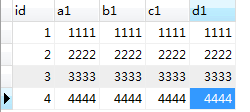 id a1 b1 c1 d1
1 1111 1111 1111 1111
2 2222 2222 2222 2222
3 3333 3333 3333 3333
4 4444 4444 4444 4444